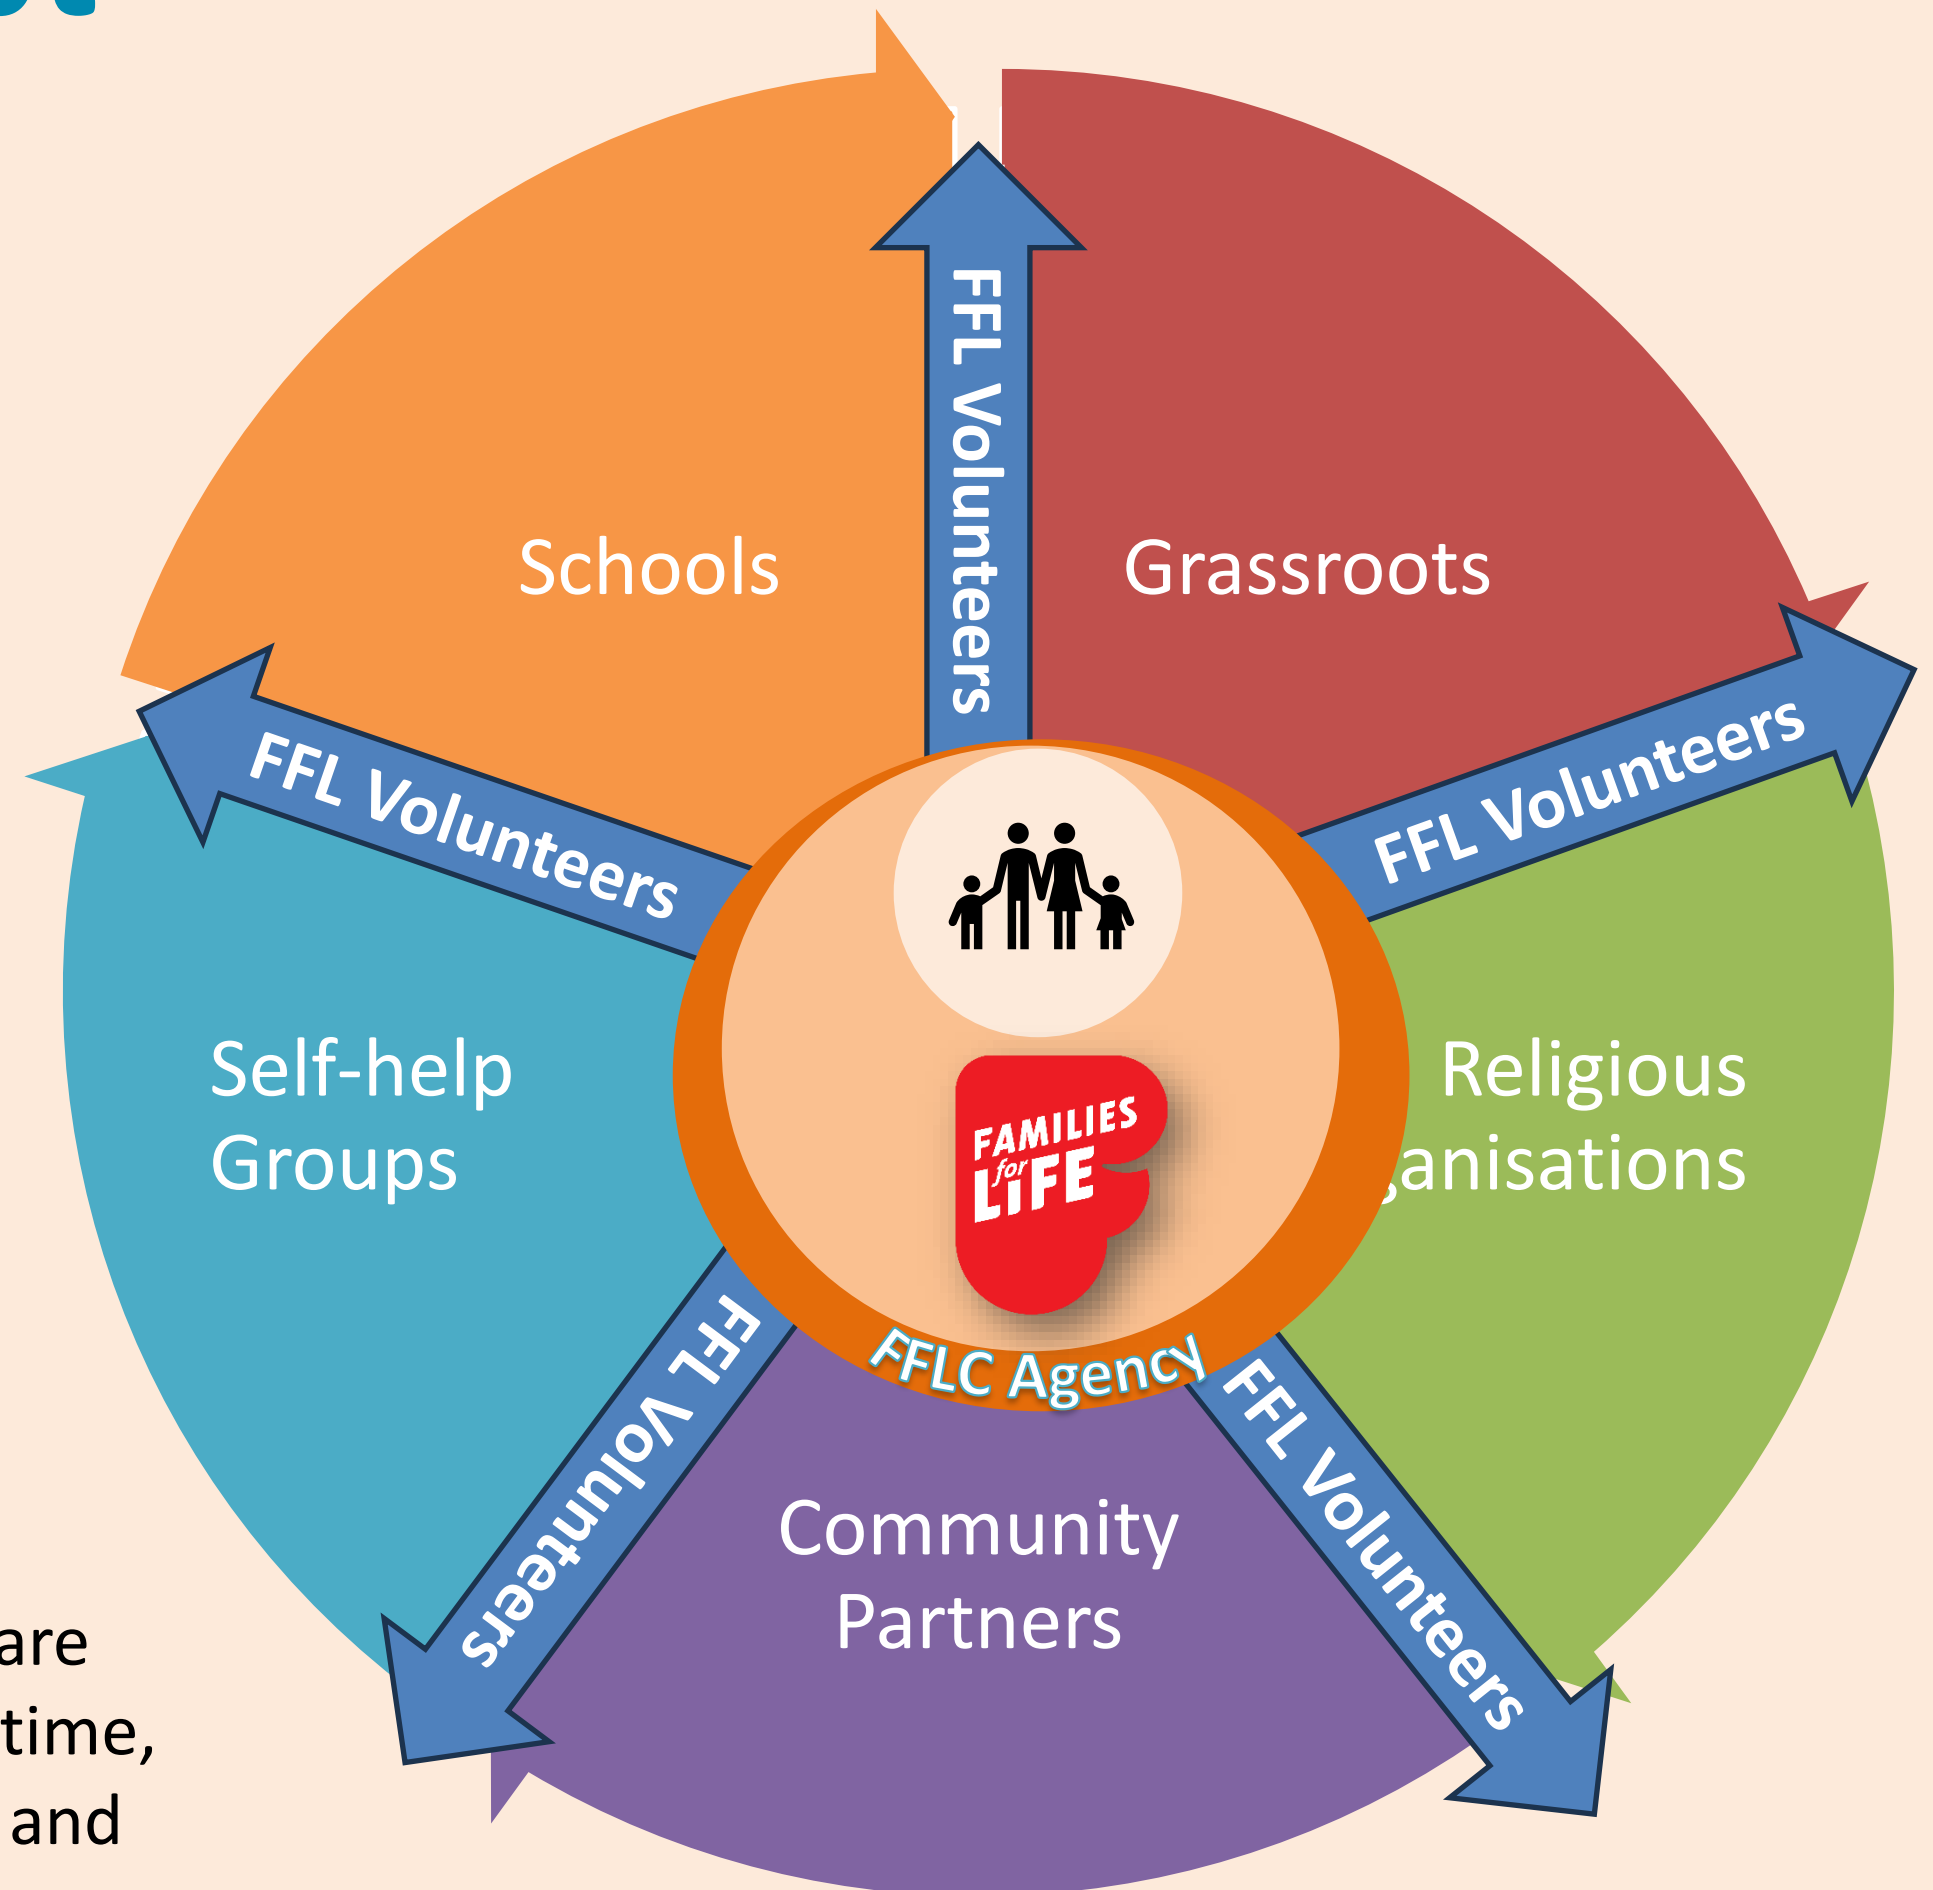 FFL Volunteers
Schools
Grassroots
FFL Volunteers
FFL Volunteers
Self-help
Groups
Religious
anisations
FAMILIES
for
LIFE
FFLC Agency
FFL Volunteers
FFL Volunteers
Community
Partners
are
time,
and